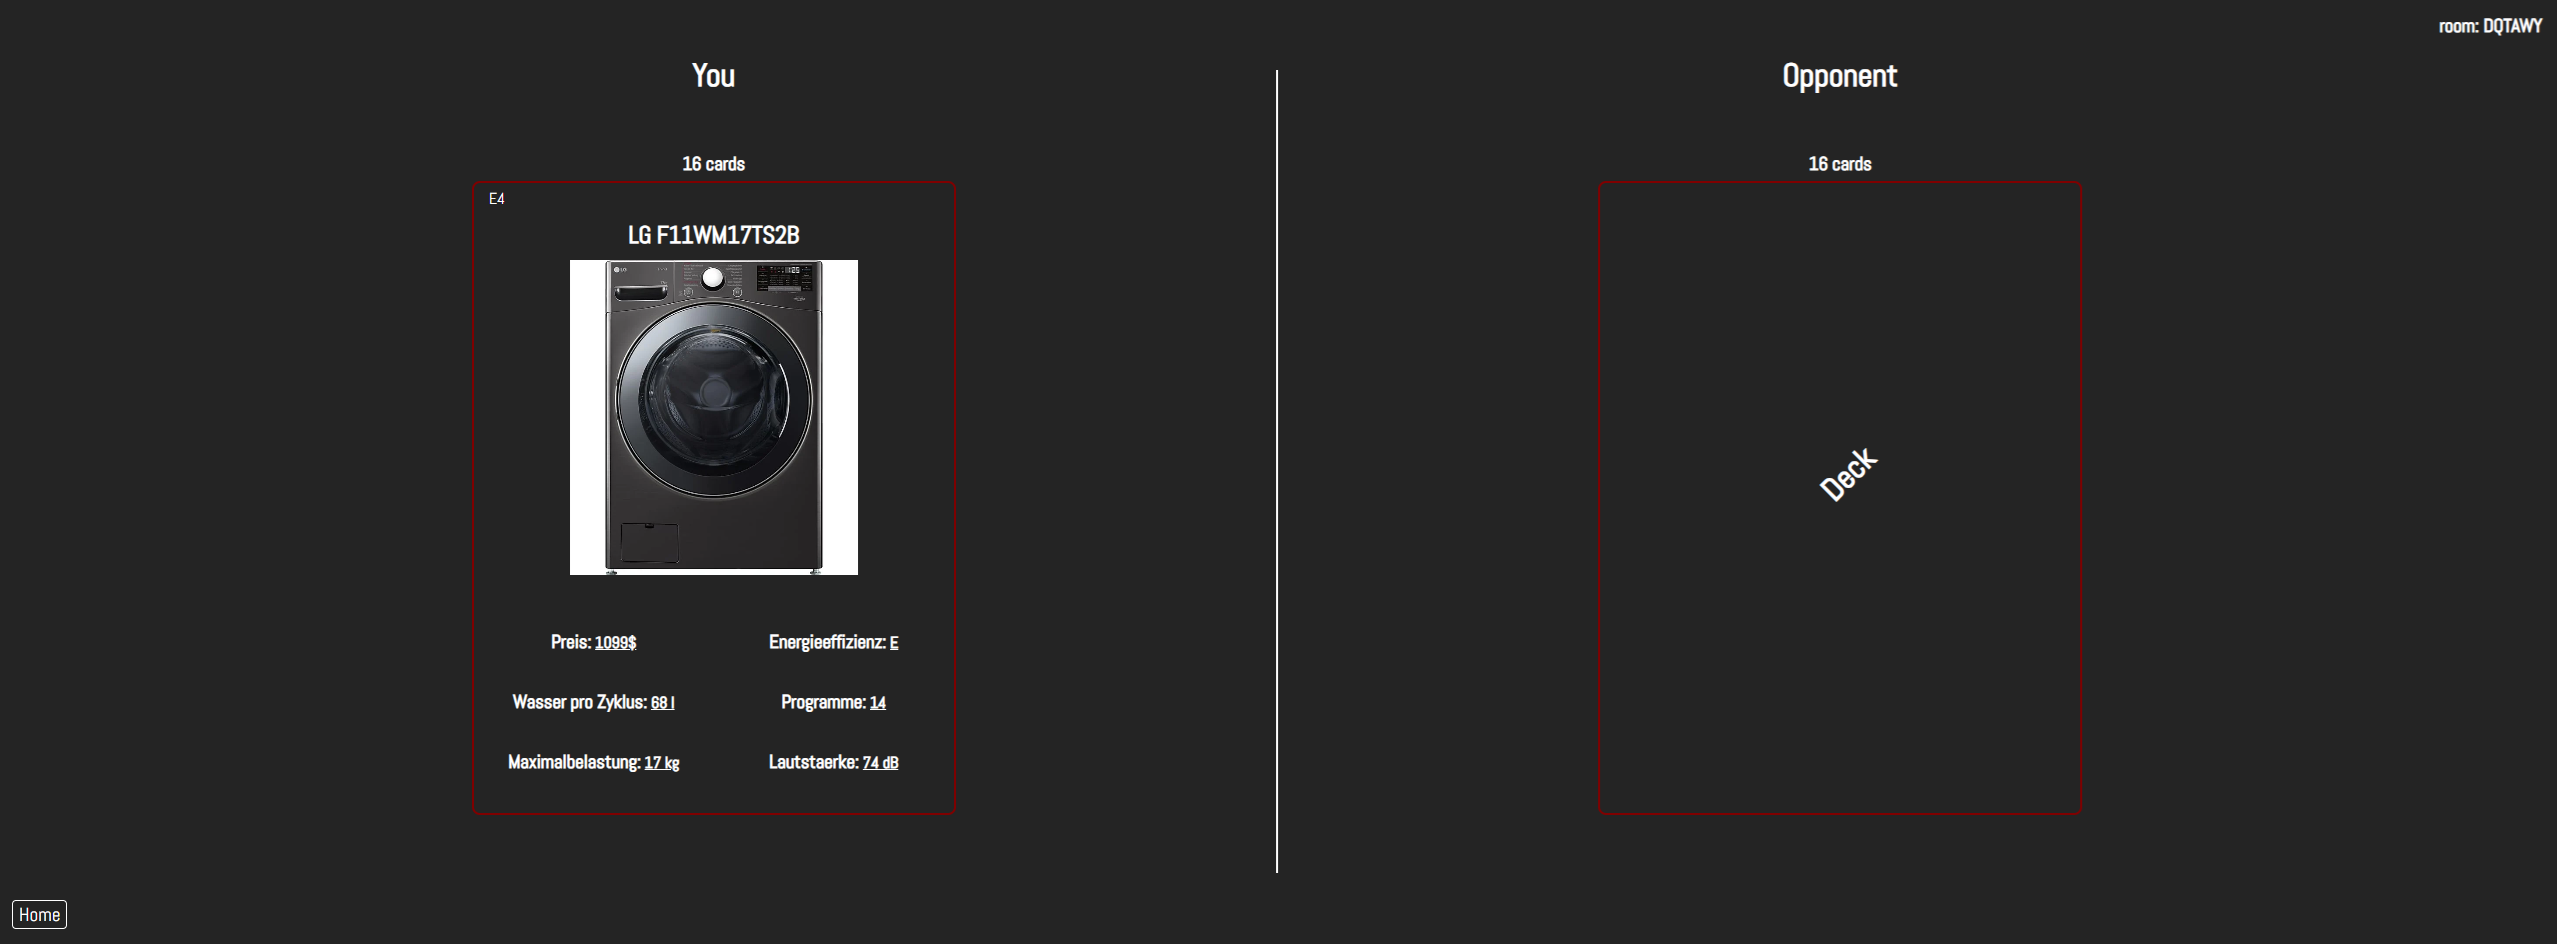 room: DQTAWY
You
Opponent
16 cards
16 cards
E4
LG F11WM17TS2B
LG
Deck
Preis: 1099$
Energieeffizienz: E
Wasser pro Zyklus: 68 l
Programme: 14
Maximalbelastung: 17 kg
Lautstaerke: 74 dB
Home